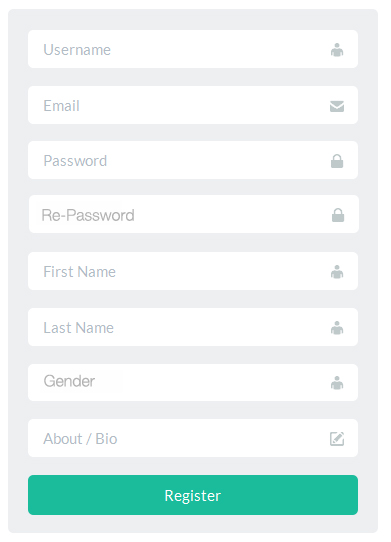 Username
Email
Password
Re-Password
First Name
Last Name
Gender
About / Bio
Register